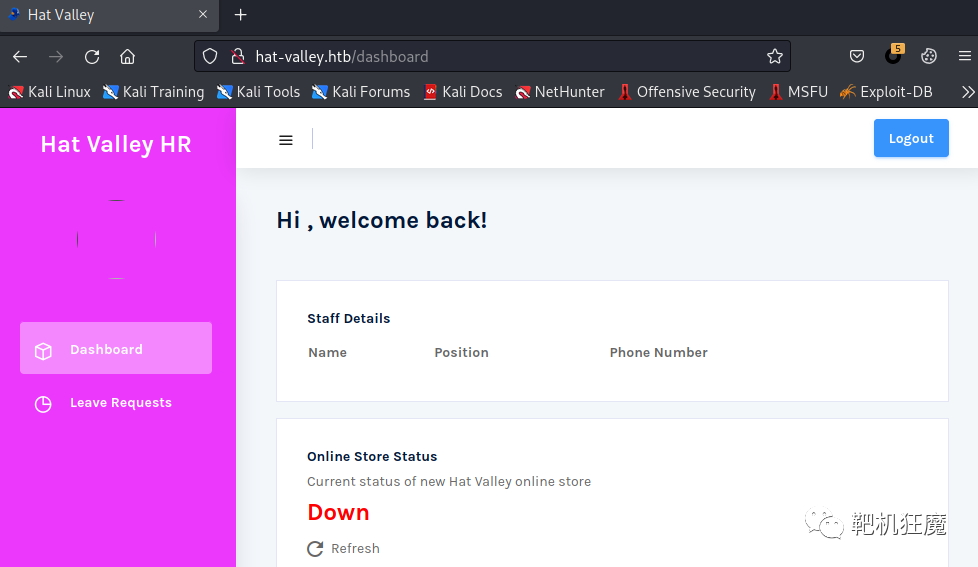 Hat Valley
hat-valley.htb/dashboard
5
Kali Linux Kali Training Kali Tools Kali Forums Kali Docs NetHunter Offensive Security MSFU Exploit-DB
Hat Valley HR
Logout
Hi , welcome back!
Dashboard
Leave Requests
Staff Details
Name Position Phone Number
Online Store Status
Current status of new Hat Valley online store
Down
Refresh
靶机狂魔